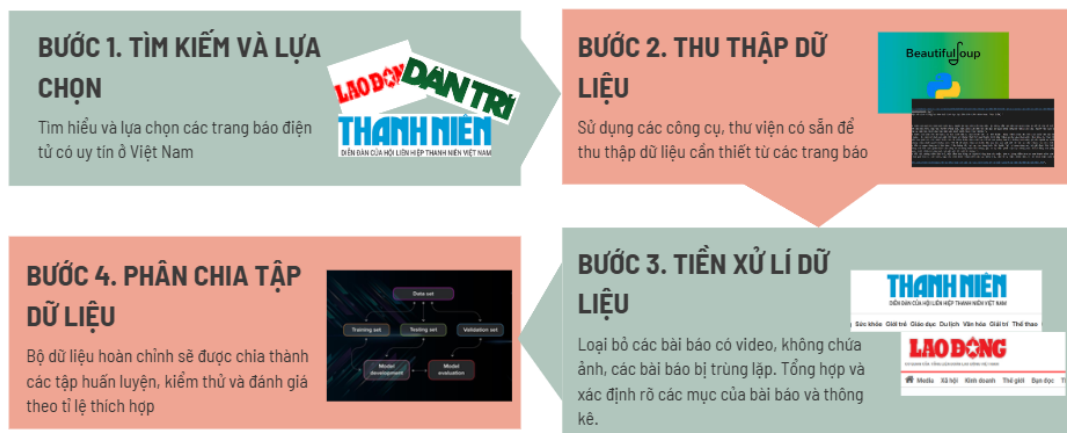 BƯỚC 1. TÌM KIẾM VÀ LỰA
CHỌN
Tìm hiểu và lựa chọn các trang báo điện
tử có uy tín ở Việt Nam
LAO ĐỘNG
DÂN TRÍ
THANH NIÊN
DIỄN ĐÀN CỦA HỘI LIÊN HIỆP THANH NIÊN VIỆT NAM
BƯỚC 2. THU THẬP DỮ
LIỆU
Sử dụng các công cụ, thư viện có sẵn để
thu thập dữ liệu cần thiết từ các trang báo
BeautifulSoup
BƯỚC 3. TIỀN XỬ LÍ DỮ
LIỆU
Loại bỏ các bài báo có video, không chứa
ảnh, các bài báo bị trùng lặp. Tổng hợp và
xác định rõ các mục của bài báo và thống
kê.
THANH NIÊN
DIỄN ĐÀN CỦA HỘI LIÊN HIỆP THANH NIÊN VIỆT NAM
Sức khỏe Giới trẻ Giáo dục Du lịch Văn hóa Giải trí Thể thao
LAO ĐỘNG
Media Xã hội Kinh doanh Thế giới Bạn đọc
BƯỚC 4. PHÂN CHIA TẬP
DỮ LIỆU
Bộ dữ liệu hoàn chỉnh sẽ được chia thành
các tập huấn luyện, kiểm thử và đánh giá
theo tỉ lệ thích hợp
Data set
Training set Testing set Validation set
Model
development
Model
evaluation